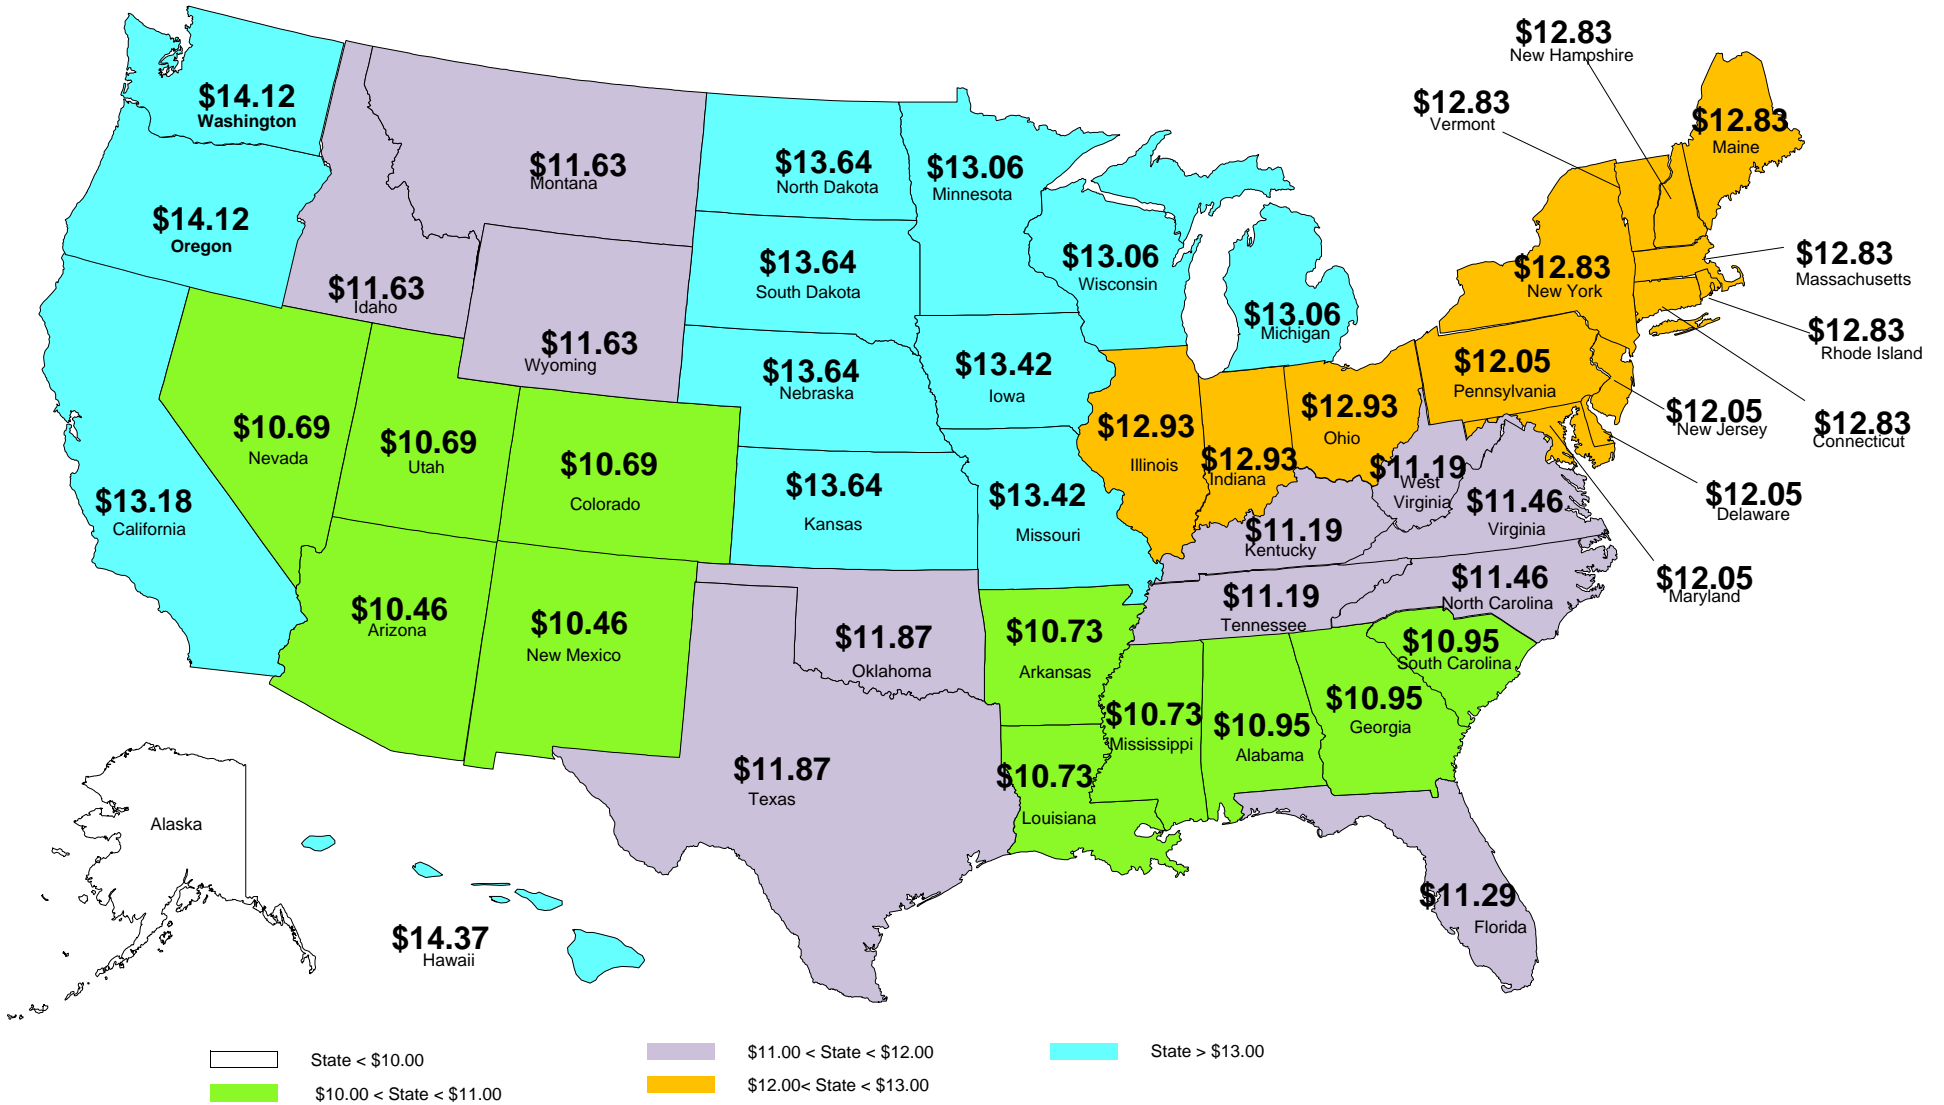 $12.83
New Hampshire
$14.12
Washington
$12.83
Vermont
$12.83
Maine
$11.63
Montana
$13.64
North Dakota
$13.06
Minnesota
$14.12
Oregon
$13.64
South Dakota
$13.06
Wisconsin
$12.83
New York
$12.83
Massachusetts
$11.63
Idaho
$13.06
Michigan
$12.83
Rhode Island
$11.63
Wyoming
$13.64
Nebraska
$13.42
Iowa
$12.05
Pennsylvania
$12.05
New Jersey
$12.83
Connecticut
$10.69
Nevada
$10.69
Utah
$10.69
Colorado
$12.93
Illinois
$12.93
Indiana
$12.93
Ohio
$11.19
West
Virginia
$13.18
California
$13.64
Kansas
$13.42
Missouri
$11.19
Kentucky
$11.46
Virginia
$12.05
Delaware
$12.05
Maryland
$10.46
Arizona
$10.46
New Mexico
$11.87
Oklahoma
$10.73
Arkansas
$11.19
Tennessee
$11.46
North Carolina
$10.95
South Carolina
$10.73
Mississippi
$10.95
Alabama
$10.95
Georgia
$11.87
Texas
$10.73
Louisiana
Alaska
$11.29
Florida
$14.37
Hawaii
State < $10.00
$10.00 < State < $11.00
$11.00 < State < $12.00
$12.00< State < $13.00
State > $13.00